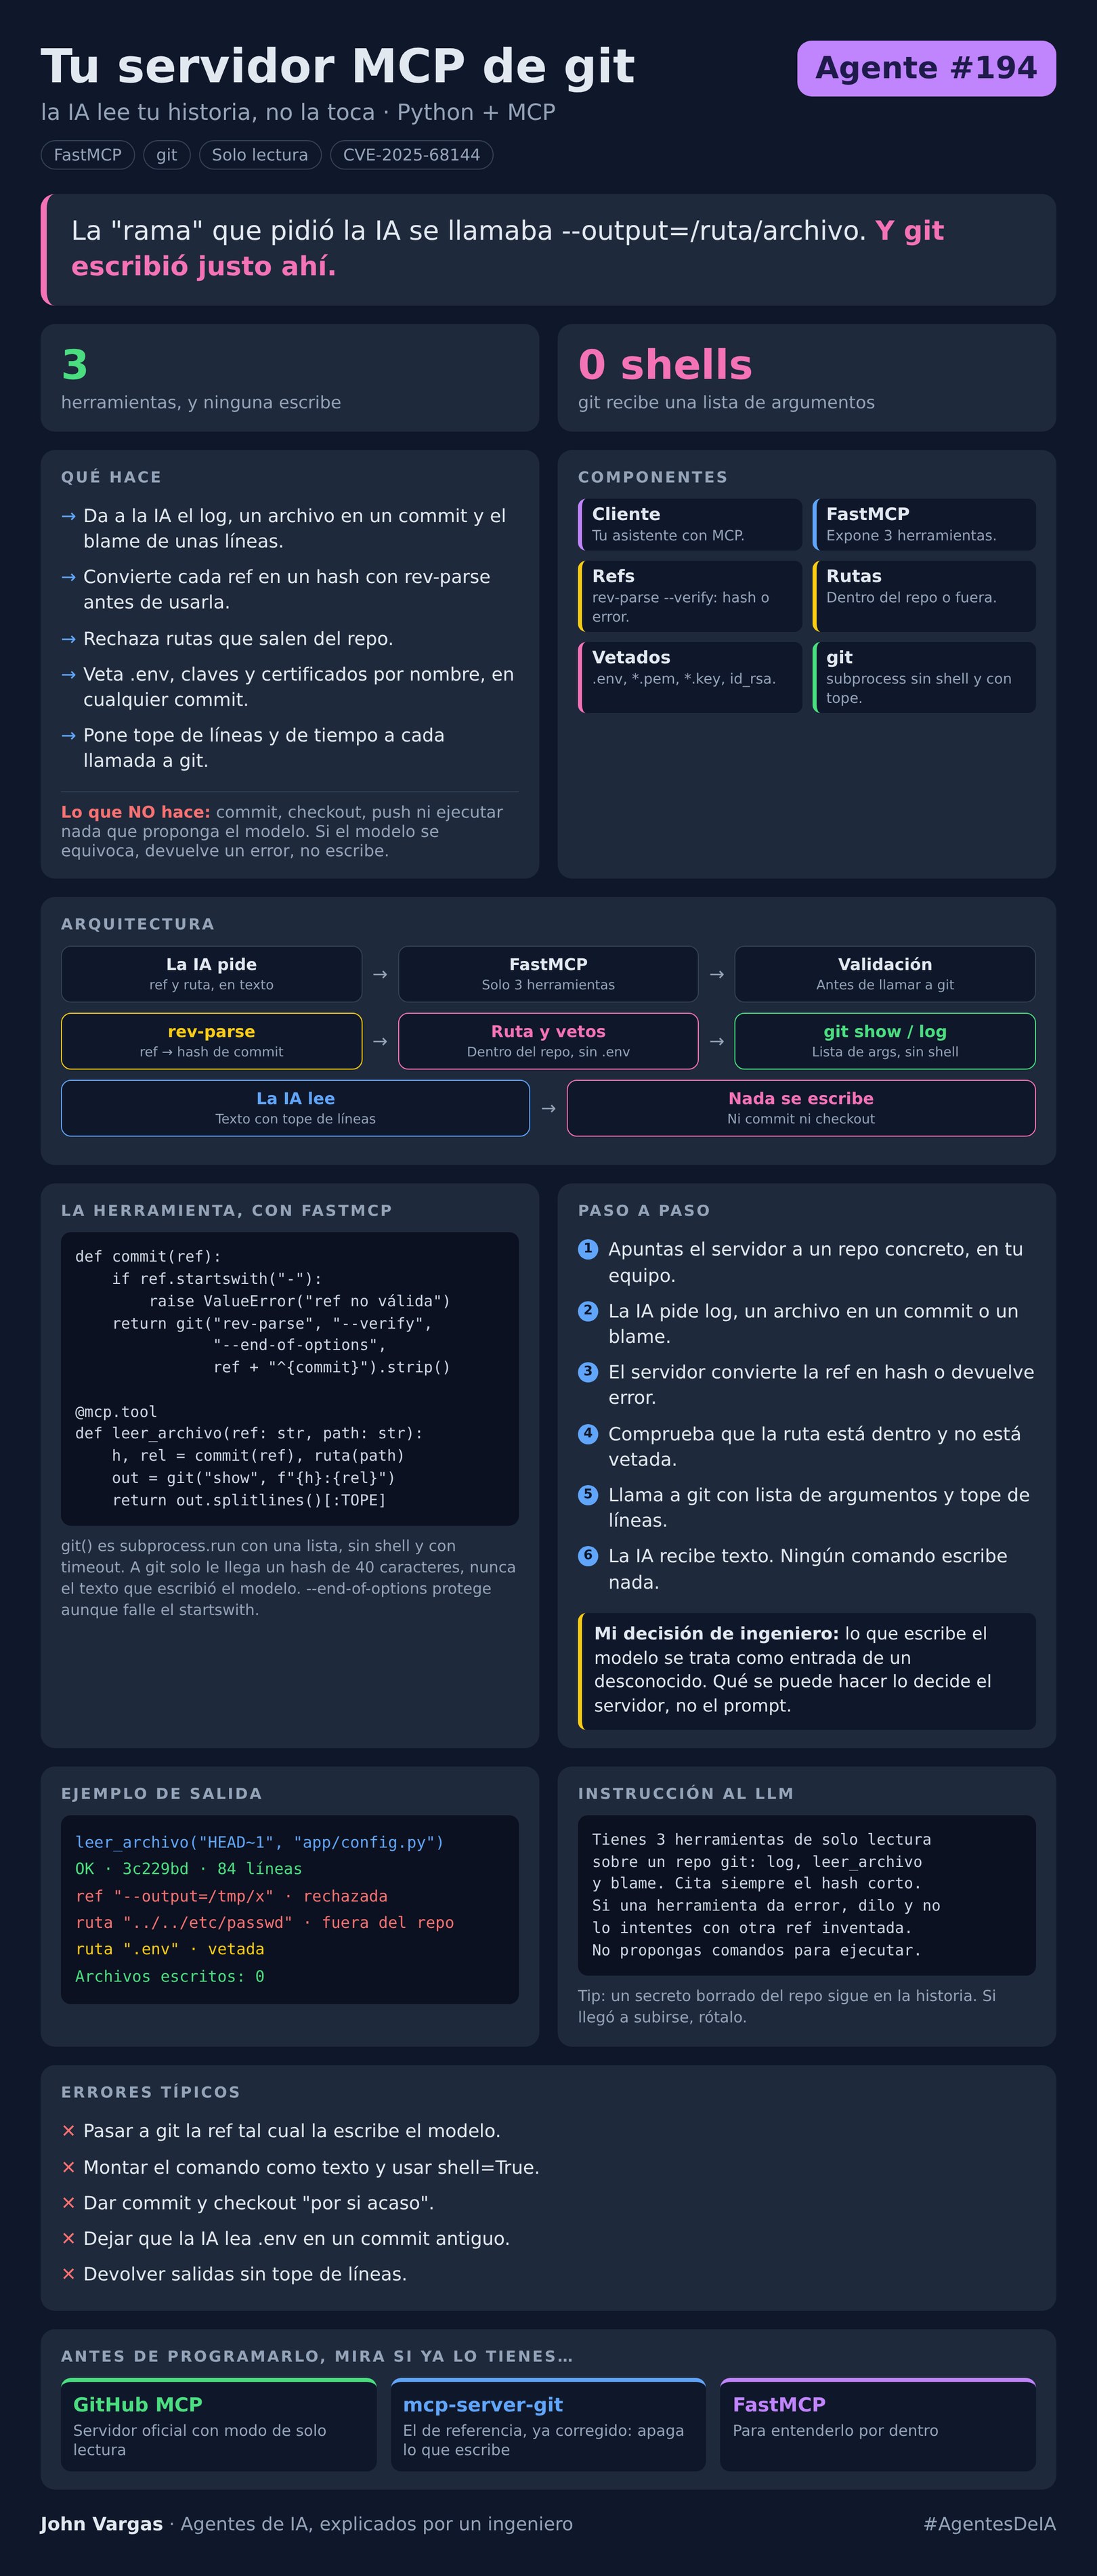 Tu servidor MCP de git
Agente #194
la IA lee tu historia, no la toca · Python + MCP
FastMCP
git
Solo lectura
CVE-2025-68144
La "rama" que pidió la IA se llamaba --output=/ruta/archivo. Y git
escribió justo ahí.
3
herramientas, y ninguna escribe
0 shells
git recibe una lista de argumentos
QUÉ HACE
→ Da a la IA el log, un archivo en un commit y el
blame de unas líneas.
→ Convierte cada ref en un hash con rev-parse
antes de usarla.
→ Rechaza rutas que salen del repo.
→ Veta .env, claves y certificados por nombre, en
cualquier commit.
→ Pone tope de líneas y de tiempo a cada
llamada a git.
Lo que NO hace: commit, checkout, push ni ejecutar
nada que proponga el modelo. Si el modelo se
equivoca, devuelve un error, no escribe.
COMPONENTES
Cliente
Tu asistente con MCP.
FastMCP
Expone 3 herramientas.
Refs
rev-parse --verify: hash o
error.
Rutas
Dentro del repo o fuera.
Vetados
.env, *.pem, *.key, id_rsa.
git
subprocess sin shell y con
tope.
ARQUITECTURA
La IA pide
ref y ruta, en texto
→
FastMCP
Solo 3 herramientas
→
Validación
Antes de llamar a git
rev-parse
ref → hash de commit
→
Ruta y vetos
Dentro del repo, sin .env
→
git show / log
Lista de args, sin shell
La IA lee
Texto con tope de líneas
→
Nada se escribe
Ni commit ni checkout
LA HERRAMIENTA, CON FASTMCP
def commit(ref):
    if ref.startswith("-"):
        raise ValueError("ref no válida")
    return git("rev-parse", "--verify",
               "--end-of-options",
               ref + "^{commit}").strip()
@mcp.tool
def leer_archivo(ref: str, path: str):
    h, rel = commit(ref), ruta(path)
    out = git("show", f"{h}:{rel}")
    return out.splitlines()[:TOPE]
git() es subprocess.run con una lista, sin shell y con
timeout. A git solo le llega un hash de 40 caracteres, nunca
el texto que escribió el modelo. --end-of-options protege
aunque falle el startswith.
PASO A PASO
1 Apuntas el servidor a un repo concreto, en tu
equipo.
2 La IA pide log, un archivo en un commit o un
blame.
3 El servidor convierte la ref en hash o devuelve
error.
4 Comprueba que la ruta está dentro y no está
vetada.
5 Llama a git con lista de argumentos y tope de
líneas.
6 La IA recibe texto. Ningún comando escribe
nada.
Mi decisión de ingeniero: lo que escribe el
modelo se trata como entrada de un
desconocido. Qué se puede hacer lo decide el
servidor, no el prompt.
EJEMPLO DE SALIDA
leer_archivo("HEAD~1", "app/config.py")
OK · 3c229bd · 84 líneas
ref "--output=/tmp/x" · rechazada
ruta "../../etc/passwd" · fuera del repo
ruta ".env" · vetada
Archivos escritos: 0
INSTRUCCIÓN AL LLM
Tienes 3 herramientas de solo lectura
sobre un repo git: log, leer_archivo
y blame. Cita siempre el hash corto.
Si una herramienta da error, dilo y no
lo intentes con otra ref inventada.
No propongas comandos para ejecutar.
Tip: un secreto borrado del repo sigue en la historia. Si
llegó a subirse, rótalo.
ERRORES TÍPICOS
✕ Pasar a git la ref tal cual la escribe el modelo.
✕ Montar el comando como texto y usar shell=True.
✕ Dar commit y checkout "por si acaso".
✕ Dejar que la IA lea .env en un commit antiguo.
✕ Devolver salidas sin tope de líneas.
ANTES DE PROGRAMARLO, MIRA SI YA LO TIENES…
GitHub MCP
Servidor oficial con modo de solo
lectura
mcp-server-git
El de referencia, ya corregido: apaga
lo que escribe
FastMCP
Para entenderlo por dentro
John Vargas · Agentes de IA, explicados por un ingeniero
#AgentesDeIA